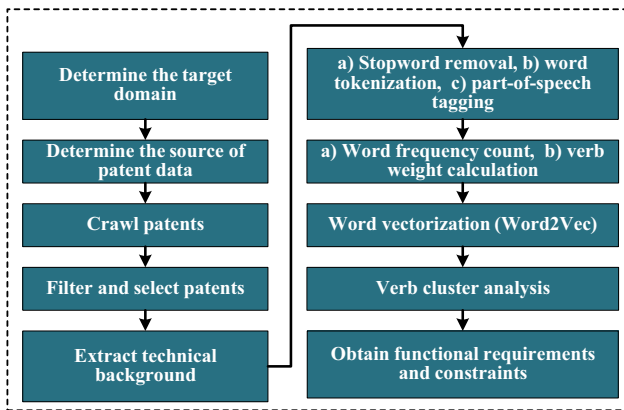 Determine the target
domain
Determine the source of
patent data
Crawl patents
Filter and select patents
Extract technical
background
a) Stopword removal, b) word
tokenization, c) part-of-speech
tagging
a) Word frequency count, b) verb
weight calculation
Word vectorization (Word2Vec)
Verb cluster analysis
Obtain functional requirements
and constraints